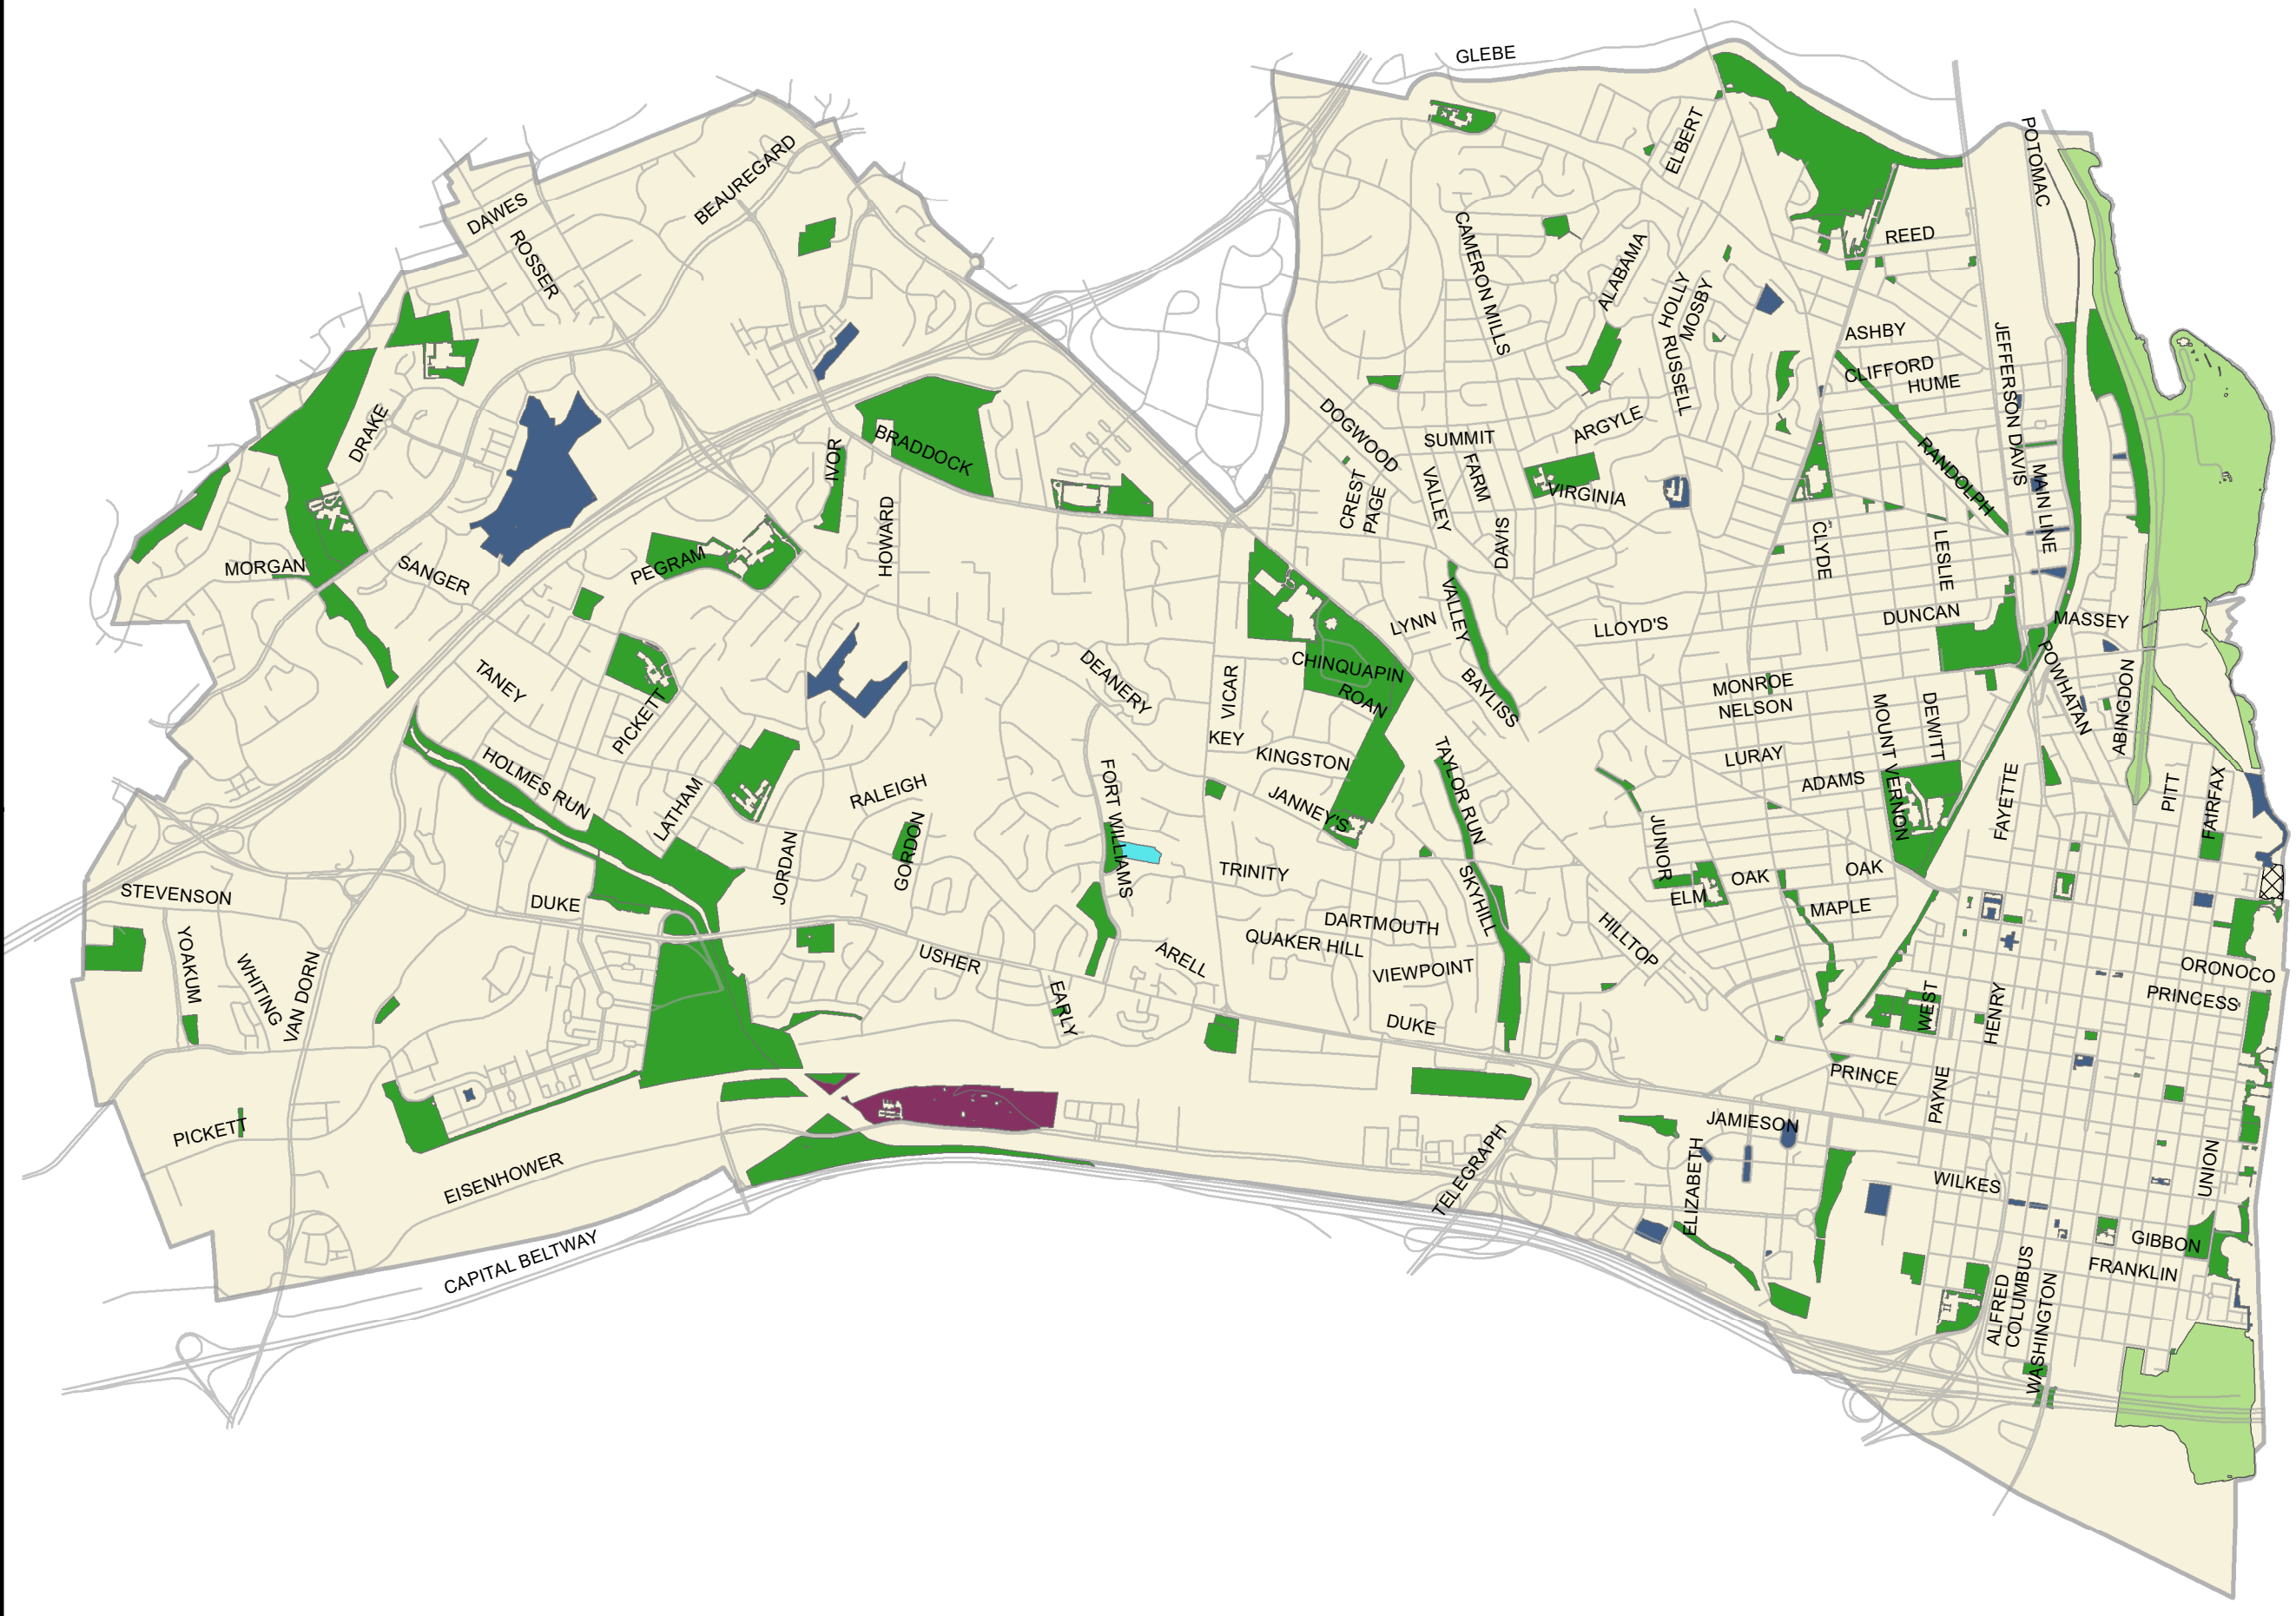 GLEBE
POTOMAC
ELBERT
BEAUREGARD
DAWES
ROSSER
REED
CAMERON MILLS
ALABAMA
HOLLY
MOSBY
RUSSELL
ASHBY
CLIFFORD
HUME
JEFFERSON DAVIS
DRAKE
BRADDOCK
IVOR
DOGWOOD
SUMMIT
ARGYLE
FARM
VALLEY
CREST
PAGE
VIRGINIA
RANDOLPH
MAIN LINE
HOWARD
DAVIS
CLYDE
LESLIE
MORGAN
SANGER
PEGRAM
VALLEY
LYNN
LLOYD'S
DUNCAN
MASSEY
POWHATAN
ABINGDON
CHINQUAPIN
ROAN
BAYLISS
MONROE
NELSON
MOUNT VERNON
DEWITT
TANEY
PICKETT
DEANERY
VICAR
KEY
KINGSTON
TAYLOR RUN
LURAY
ADAMS
HOLMES RUN
LATHAM
RALEIGH
FORT WILLIAMS
JANNEY'S
FAYETTE
PITT
FAIRFAX
JUNIOR
GORDON
JORDAN
TRINITY
SKYHILL
ELM
OAK
OAK
MAPLE
STEVENSON
DUKE
DARTMOUTH
QUAKER HILL
HILLTOP
YOAKUM
WHITING
VAN DORN
USHER
ARELL
VIEWPOINT
ORONOCO
PRINCESS
EARLY
DUKE
WEST
HENRY
PRINCE
PAYNE
PICKETT
JAMIESON
EISENHOWER
TELEGRAPH
ELIZABETH
WILKES
UNION
GIBBON
FRANKLIN
CAPITAL BELTWAY
ALFRED
COLUMBUS
WASHINGTON